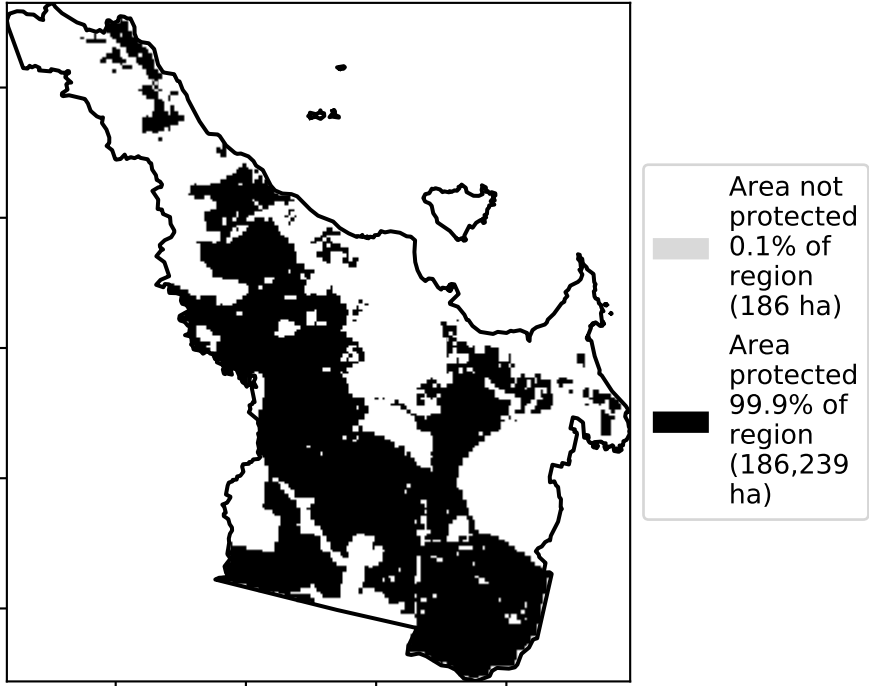 Area not
protected
0.1% of
region
(186 ha)
Area
protected
99.9% of
region
(186,239
ha)